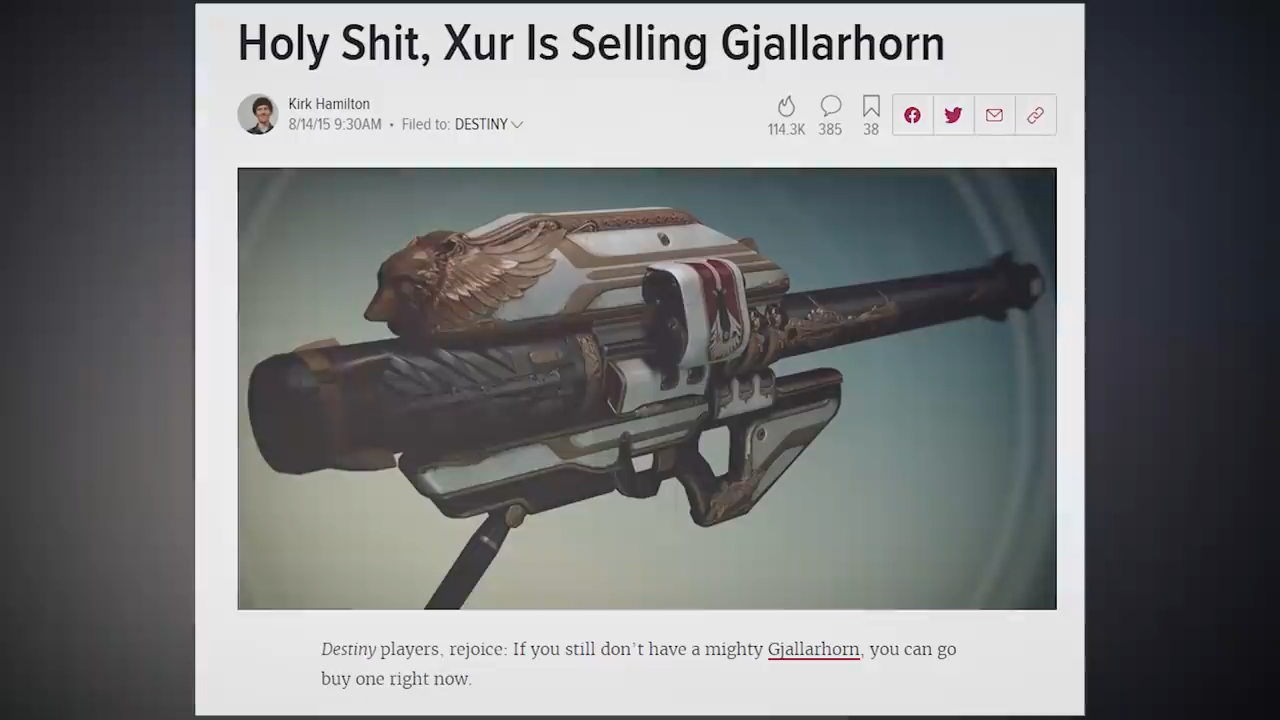 Holy Shit, Xur Is Selling Gjallarhorn
Kirk Hamilton
8/14/15 9:30AM • Filed to: DESTINY
114.3K 385 38
Destiny players, rejoice: If you still don't have a mighty Gjallarhorn, you can go
buy one right now.